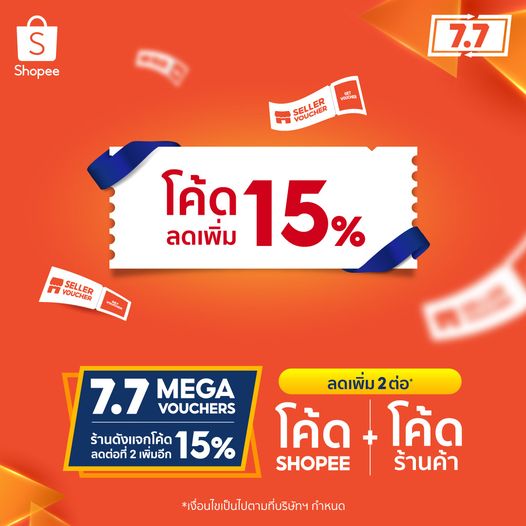 Shopee
7.7
SELLER
VOUCHER
GET
VOUCHER
โค้ด
ลดเพิ่ม
15%
SELLER
VOUCHER
GET
VOUCHER
7.7 MEGA
VOUCHERS
ร้านดังแจกโค้ด
ลดต่อที่ 2 เพิ่มอีก
15%
ลดเพิ่ม 2 ต่อ*
โค้ด
SHOPEE
+
โค้ด
ร้านค้า
*เงื่อนไขเป็นไปตามที่บริษัทฯ กำหนด